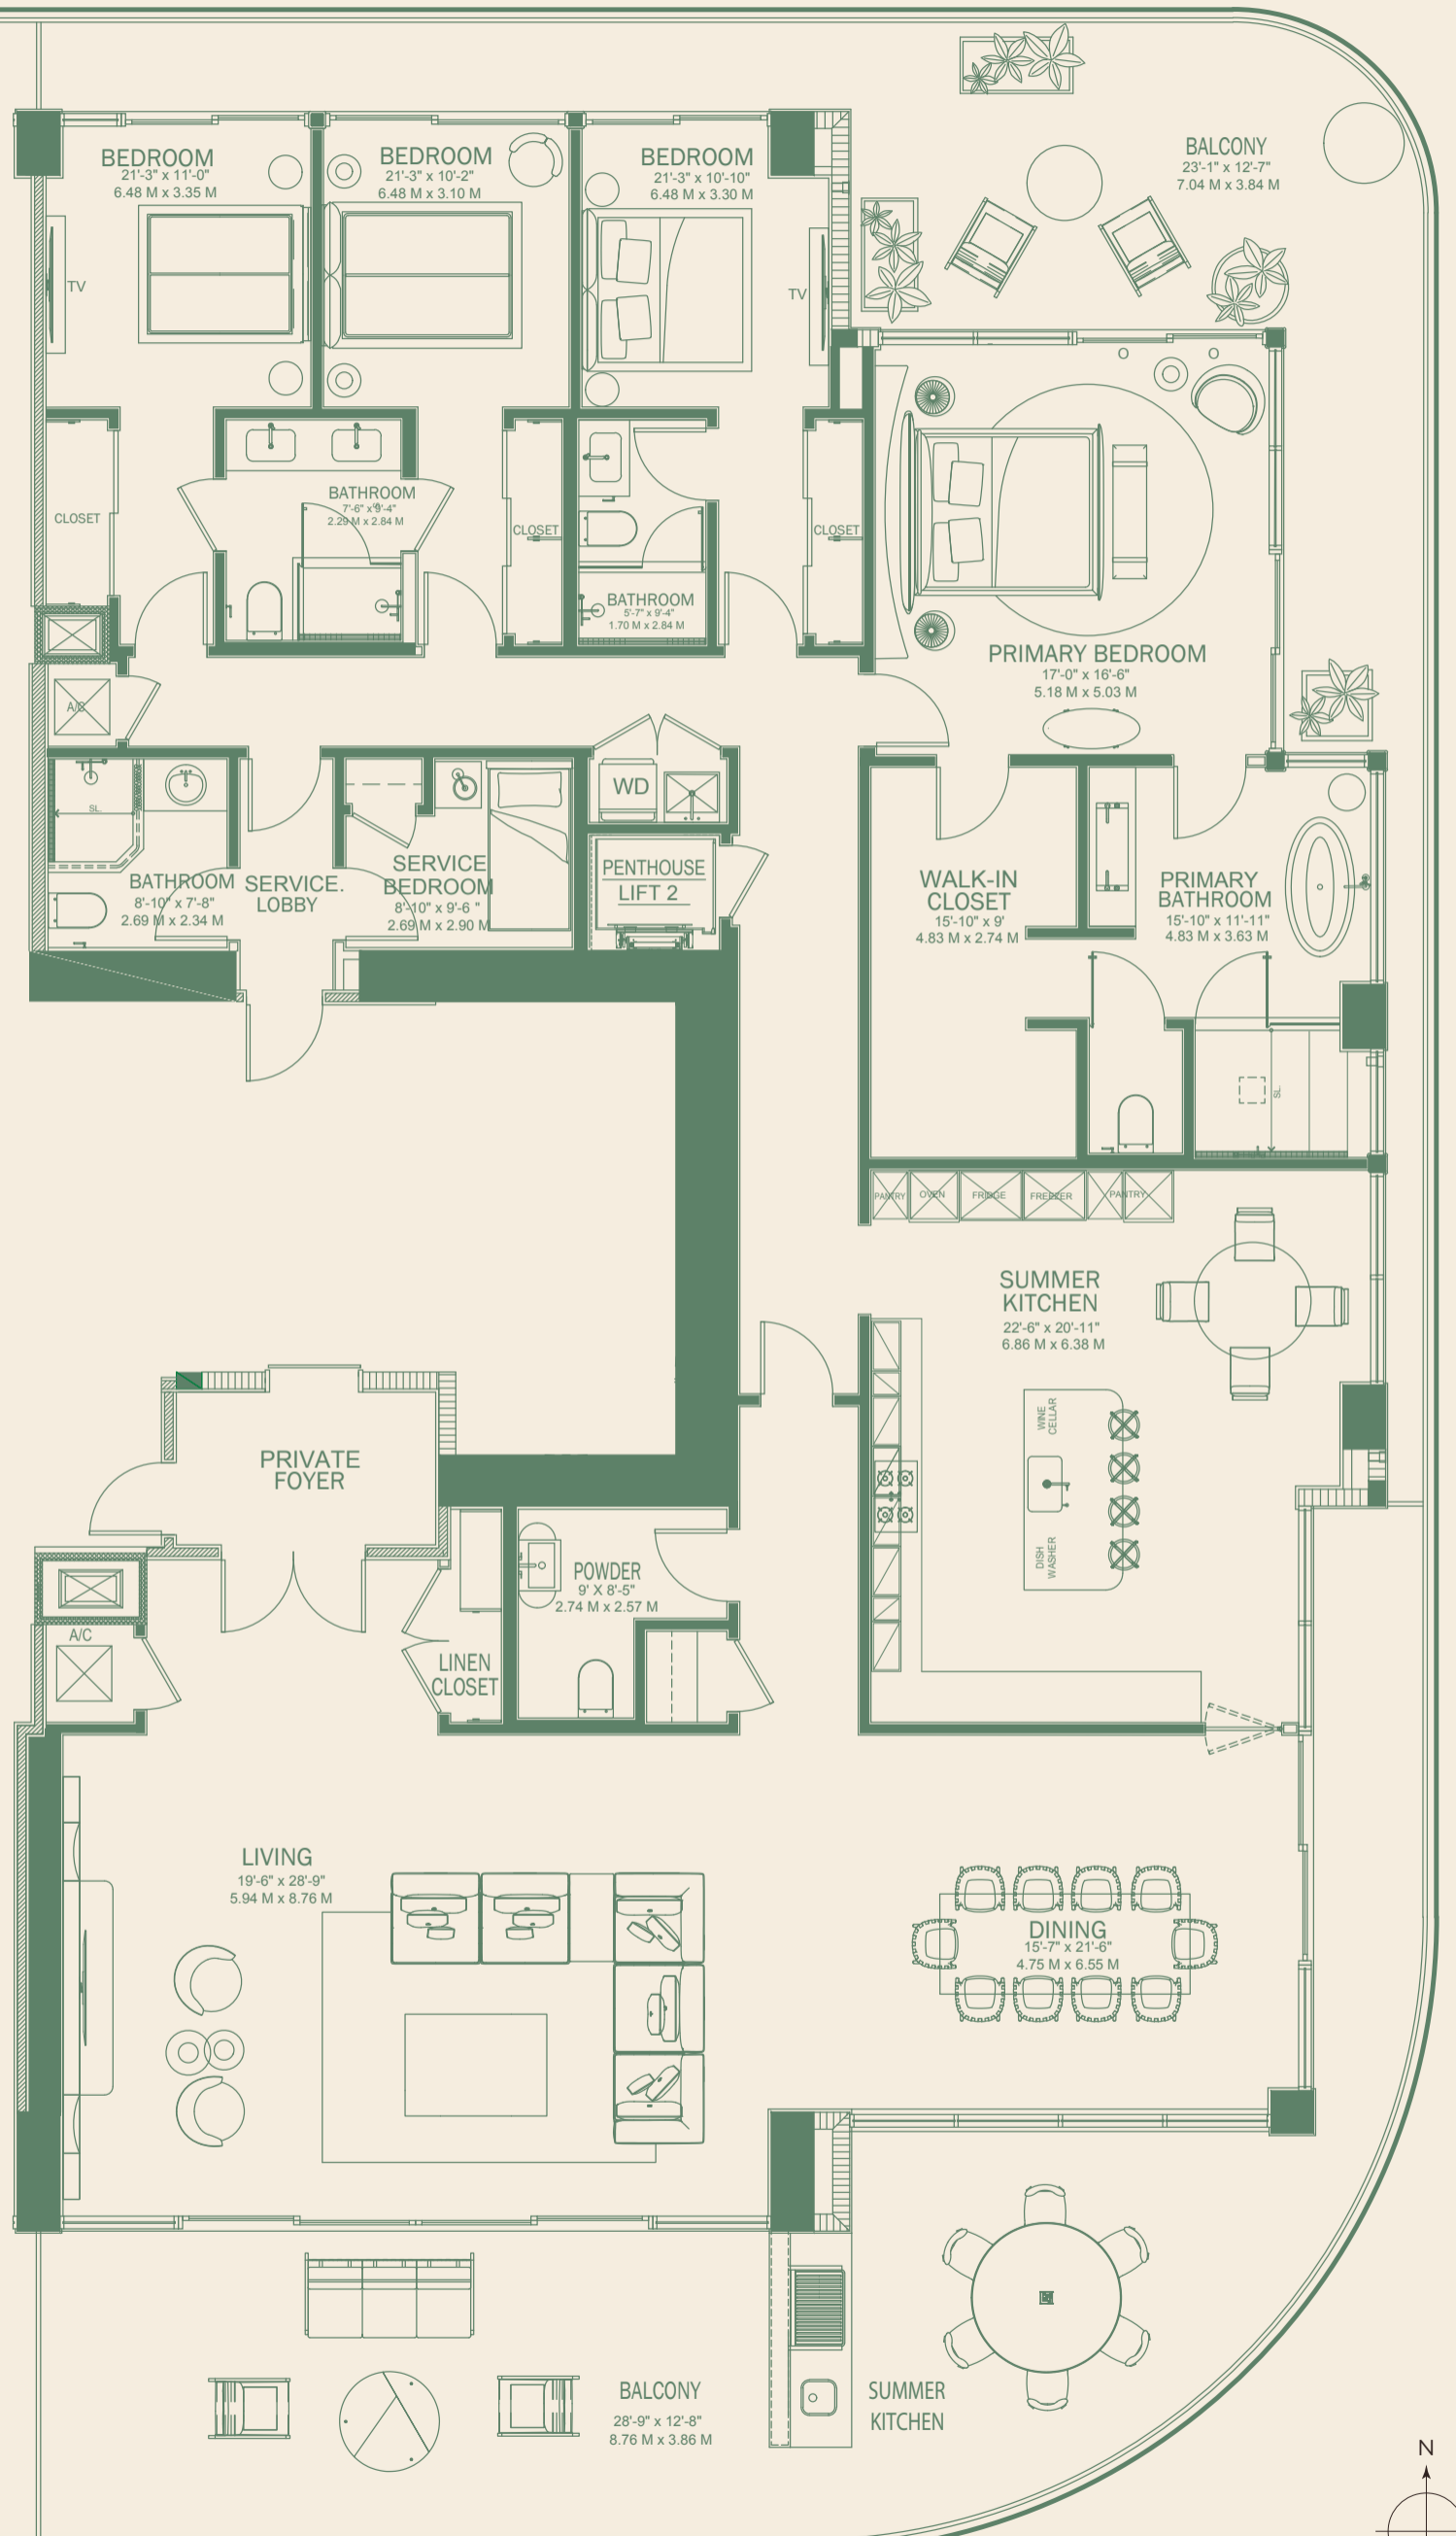 BEDROOM
21'-3" x 11'-0"
6.48 M x 3.35 M
BEDROOM
21'-3" x 10'-2"
6.48 M x 3.10 M
BEDROOM
21'-3" x 10'-10"
6.48 M x 3.30 M
BALCONY
23'-1" x 12'-7"
7.04 M x 3.84 M
TV
TV
CLOSET
BATHROOM
7'-6" x 9'-4"
2.29 M x 2.84 M
CLOSET
CLOSET
BATHROOM
5'-7" x 9'-4"
1.70 M x 2.84 M
PRIMARY BEDROOM
17'-0" x 16'-6"
5.18 M x 5.03 M
A/C
SL.
WD
BATHROOM
8'-10" x 7'-8"
2.69 M x 2.34 M
SERVICE.
LOBBY
SERVICE
BEDROOM
8'-10" x 9'-6 "
2.69 M x 2.90 M
PENTHOUSE
LIFT 2
WALK-IN
CLOSET
15'-10" x 9'
4.83 M x 2.74 M
PRIMARY
BATHROOM
15'-10" x 11'-11"
4.83 M x 3.63 M
SL.
PANTRY
OVEN
FRIDGE
FREEZER
PANTRY
SUMMER
KITCHEN
22'-6" x 20'-11"
6.86 M x 6.38 M
WINE
CELLAR
DISH
WASHER
PRIVATE
FOYER
POWDER
9' X 8'-5"
2.74 M x 2.57 M
A/C
LINEN
CLOSET
LIVING
19'-6" x 28'-9"
5.94 M x 8.76 M
DINING
15'-7" x 21'-6"
4.75 M x 6.55 M
BALCONY
28'-9" x 12'-8"
8.76 M x 3.86 M
SUMMER
KITCHEN
N